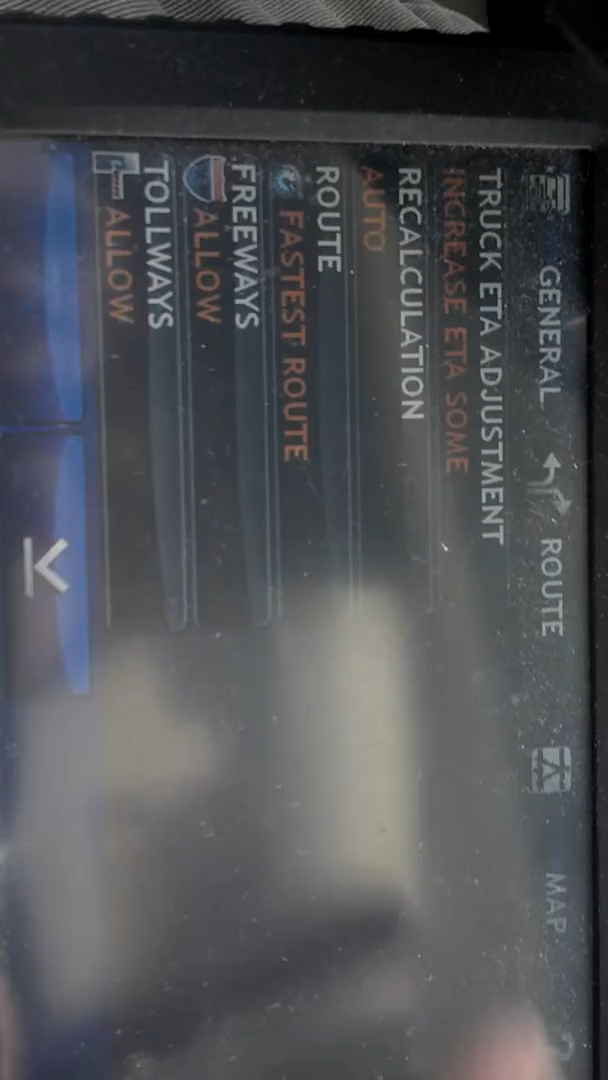 GENERAL
ROUTE
MAP
TRUCK ETA ADJUSTMENT
INCREASE ETA SOME
RECALCULATION
AUTO
ROUTE
FASTEST ROUTE
FREEWAYS
ALLOW
TOLLWAYS
ALLOW